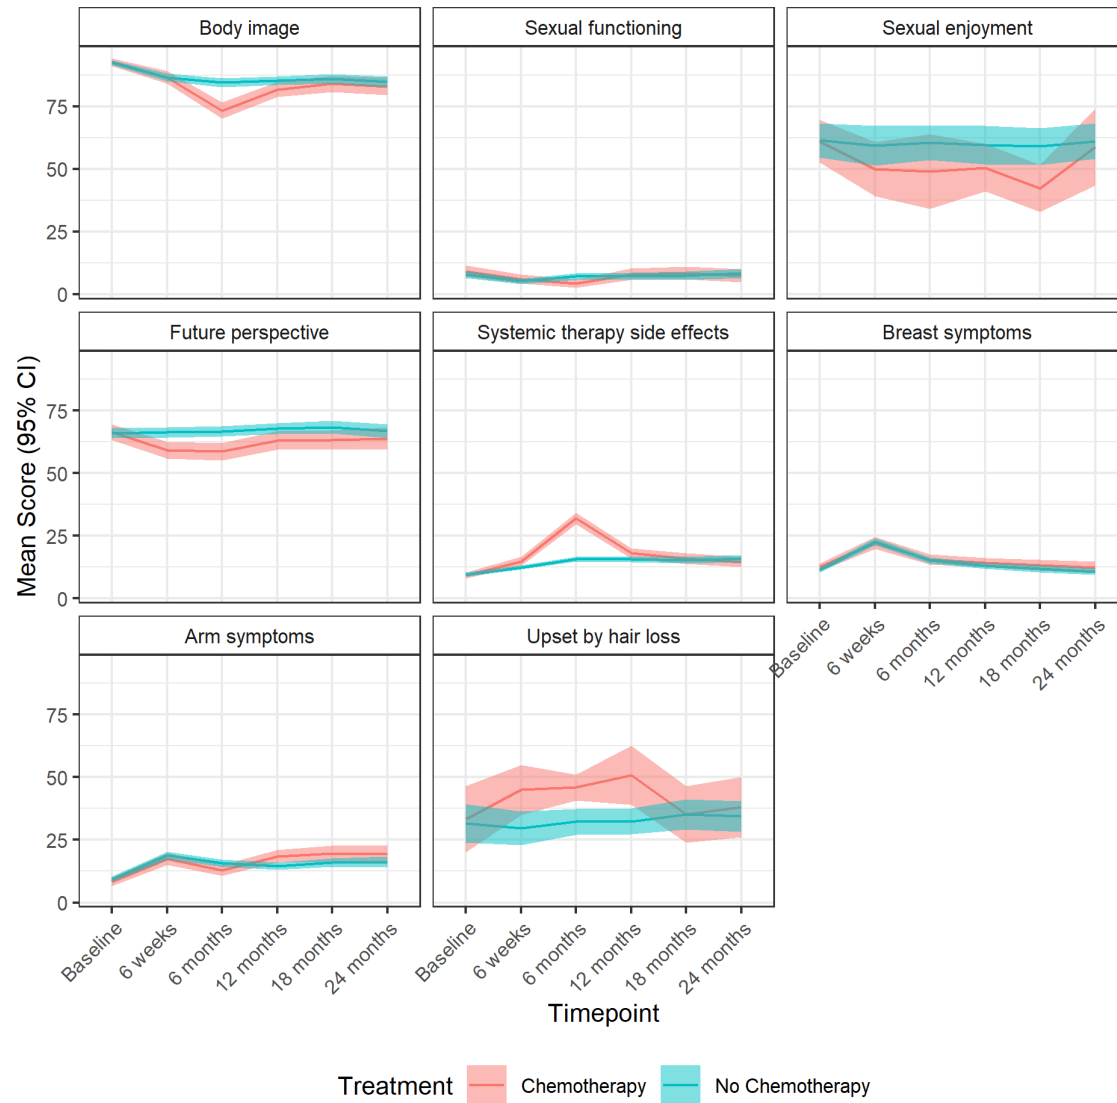 Body image
Sexual functioning
Sexual enjoyment
75
50
25
0
Future perspective
Systemic therapy side effects
Breast symptoms
75
50
25
0
Mean Score (95% CI)
Arm symptoms
Upset by hair loss
Baseline
6 weeks
6 months
12 months
18 months
24 months
75
50
25
0
Baseline
6 weeks
6 months
12 months
18 months
24 months
Baseline
6 weeks
6 months
12 months
18 months
24 months
Timepoint
Treatment
Chemotherapy
No Chemotherapy